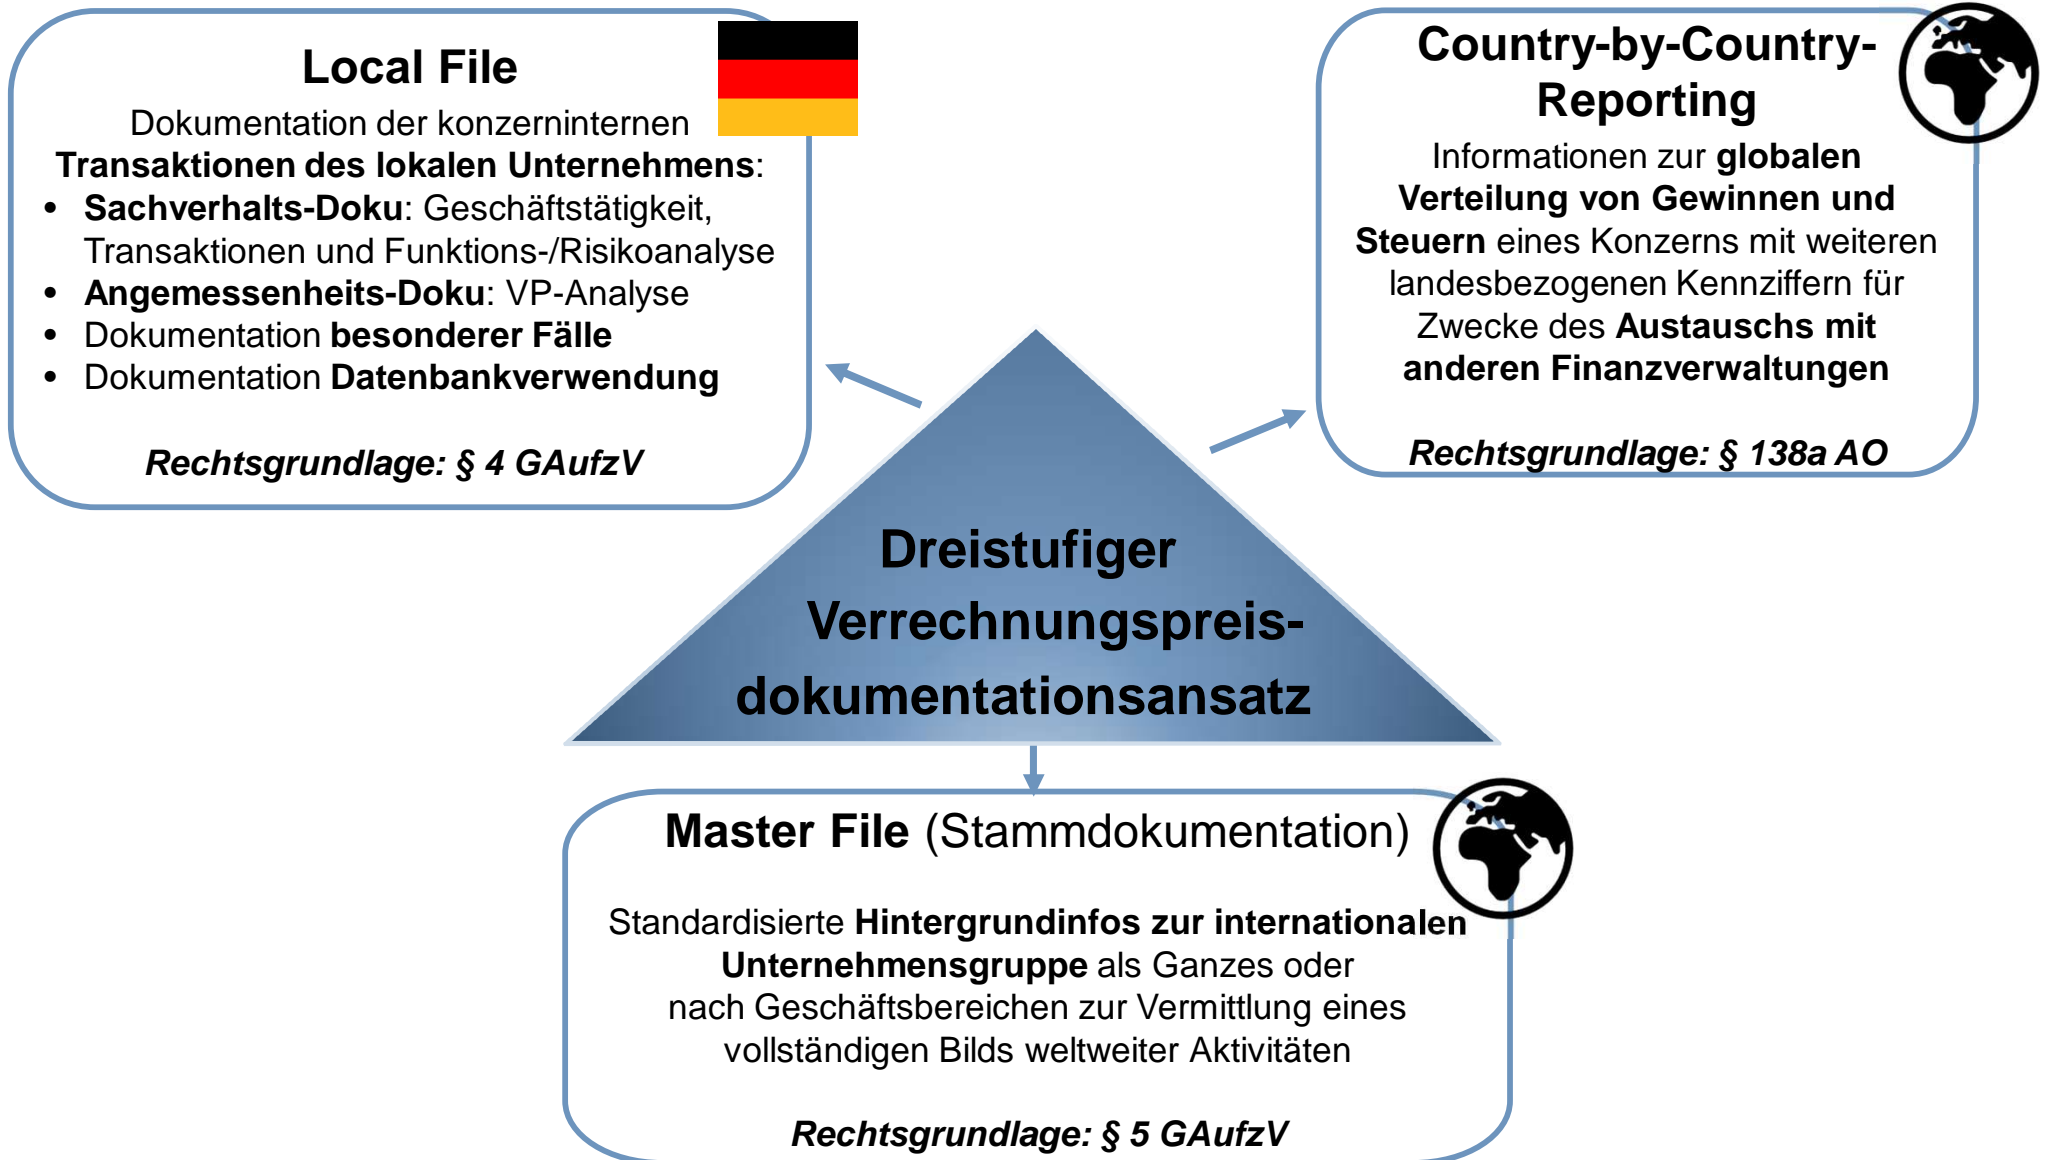 Local File
Dokumentation der konzerninternen
Transaktionen des lokalen Unternehmens:
• Sachverhalts-Doku: Geschäftstätigkeit,
Transaktionen und Funktions-/Risikoanalyse
• Angemessenheits-Doku: VP-Analyse
• Dokumentation besonderer Fälle
• Dokumentation Datenbankverwendung
Rechtsgrundlage: § 4 GAufzV
Country-by-Country-
Reporting
Informationen zur globalen
Verteilung von Gewinnen und
Steuern eines Konzerns mit weiteren
landesbezogenen Kennziffern für
Zwecke des Austauschs mit
anderen Finanzverwaltungen
Rechtsgrundlage: § 138a AO
Dreistufiger
Verrechnungspreis-
dokumentationsansatz
Master File (Stammdokumentation)
Standardisierte Hintergrundinfos zur internationalen
Unternehmensgruppe als Ganzes oder
nach Geschäftsbereichen zur Vermittlung eines
vollständigen Bilds weltweiter Aktivitäten
Rechtsgrundlage: § 5 GAufzV